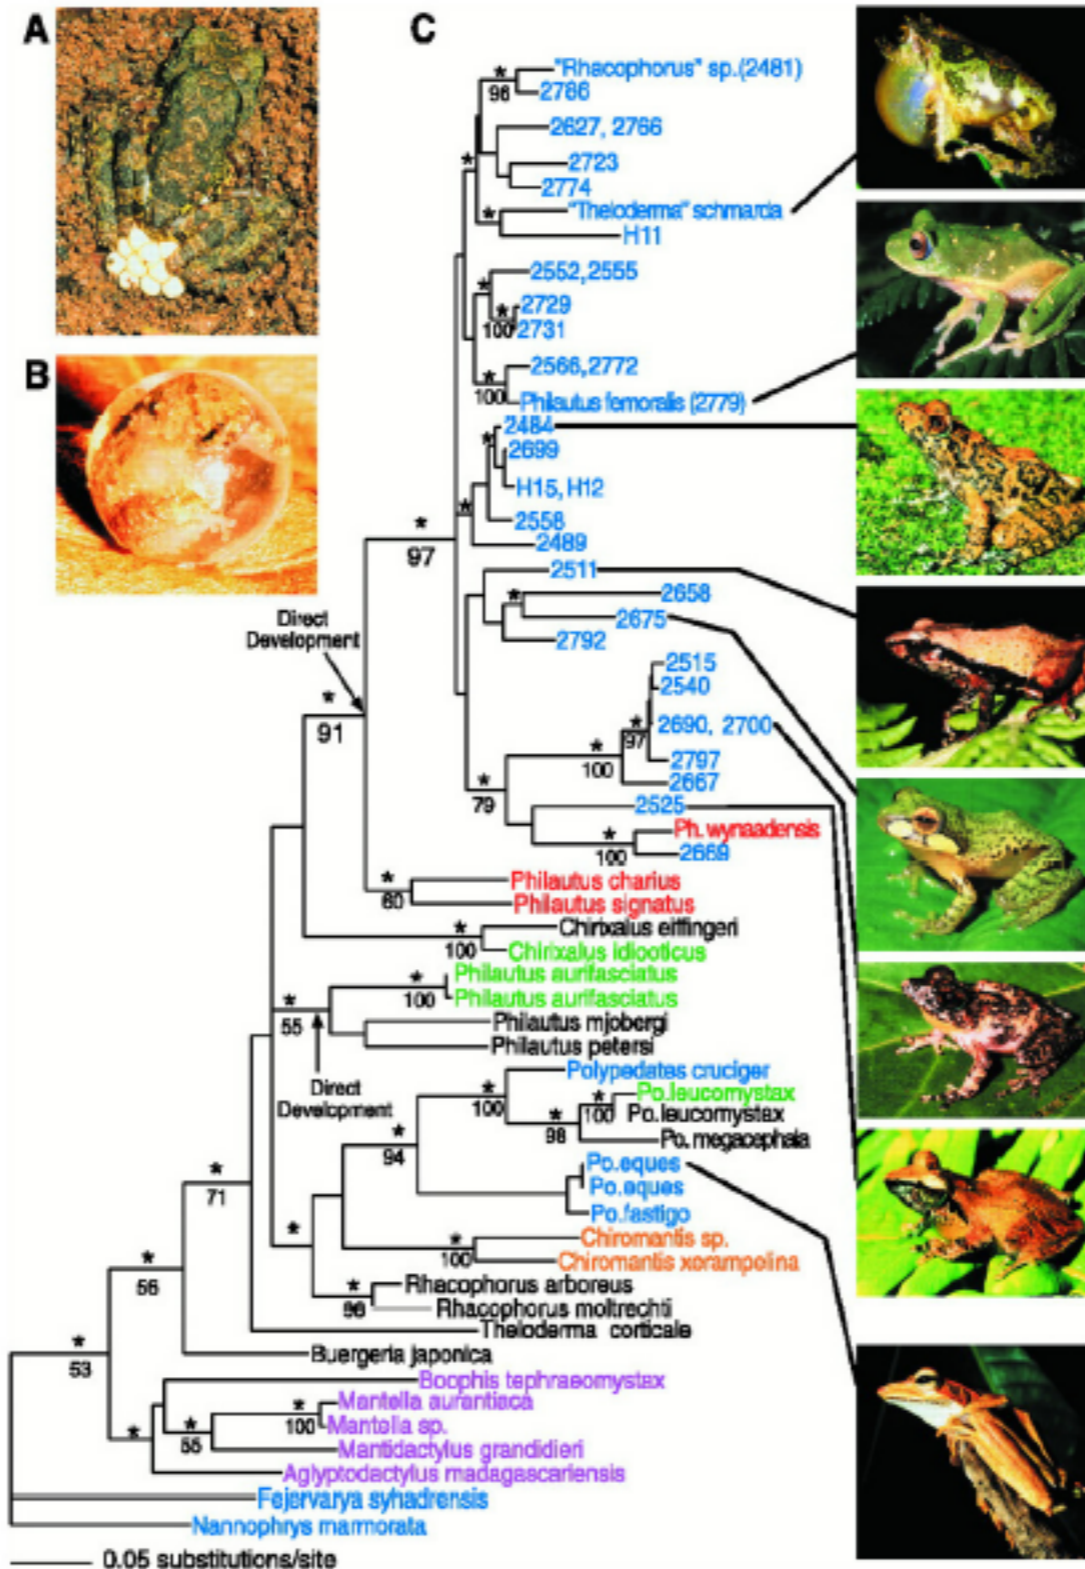 A
C
*
"Rhacophorus" sp.(2481)
96
2786
2627, 2766
*
2723
2774
*
"Theloderma" schmarda
H11
2552,2555
*
*
2729
100
2731
B
2566,2772
*
100
Philautus femoralis (2779)
2484
*
2699
H15, H12
*
2558
*
2489
97
2511
2658
*
2675
Direct
Development
2792
2515
2540
*
91
2690, 2700
*
97
*
2797
100
2667
*
79
2525
Ph. wynaadensis
*
100
2669
Philautus charius
*
60
Philautus signatus
Chirixalus eiffingeri
*
100
Chirixalus idiooticus
Philautus aurifasciatus
*
100
Philautus aurifasciatus
*
55
Philautus mjobergi
Philautus petersi
Direct
Development
Polypedates cruciger
*
100
Po.leucomystax
*
100
Po.leucomystax
*
98
Po. megacephala
*
94
Po.eques
Po.eques
*
71
Po.fastigo
Chiromantis sp.
*
100
Chiromantis xerampelina
*
Rhacophorus arboreus
*
Rhacophorus moltrechti
Theloderma corticale
*
56
Buergeria japonica
*
53
Boophis tephraeomystax
Mantella aurantiaca
*
100
Mantella sp.
*
55
Mantidactylus grandidieri
*
Aglyptodactylus madagascariensis
Fejervarya syhadrensis
Nannophrys marmorata
0.05 substitutions/site